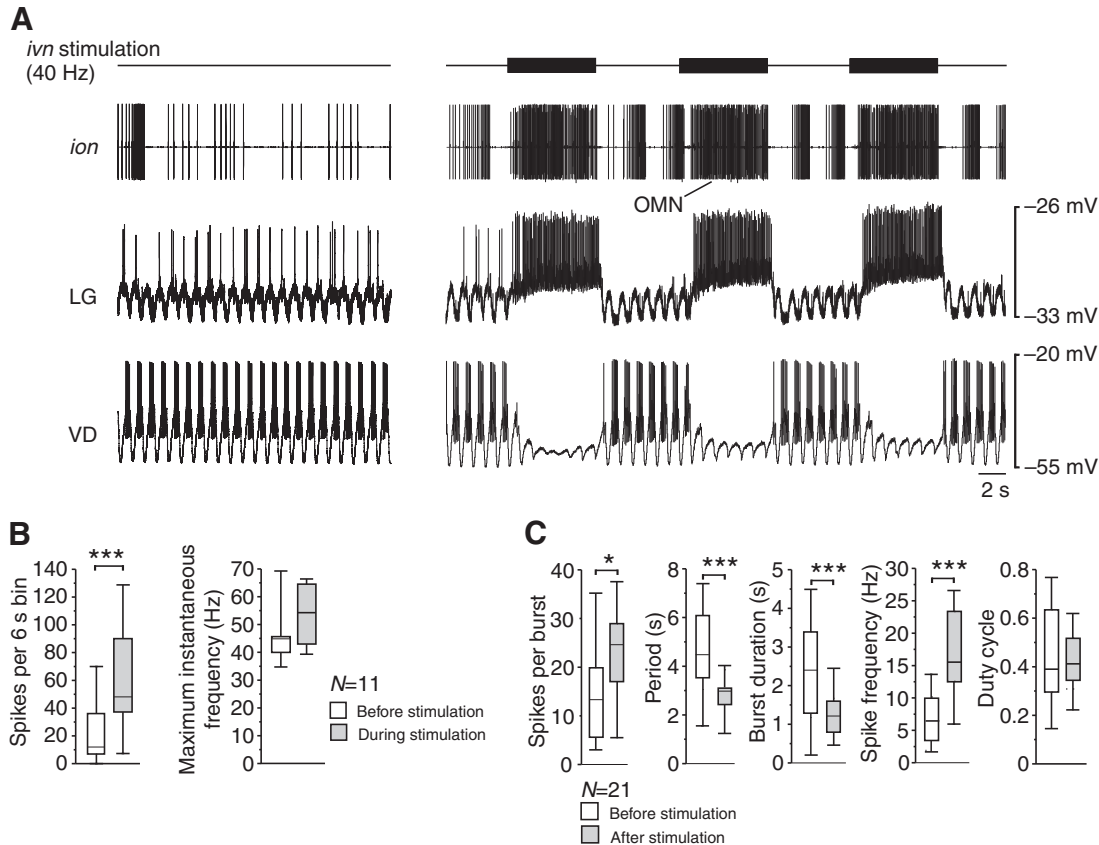 A
ivn stimulation
(40 Hz)
ion
OMN
–26 mV
LG
–33 mV
–20 mV
VD
–55 mV
2 s
B
Spikes per 6 s bin
140
120
100
80
60
40
20
0
***
Maximum instantaneous
frequency (Hz)
70
60
50
40
30
20
10
0
N=11
Before stimulation
During stimulation
C
Spikes per burst
40
30
20
10
0
*
Period (s)
8
6
4
2
0
***
Burst duration (s)
5
4
3
2
1
0
***
Spike frequency (Hz)
30
25
20
15
10
5
0
***
Duty cycle
0.8
0.6
0.4
0.2
0
N=21
Before stimulation
After stimulation